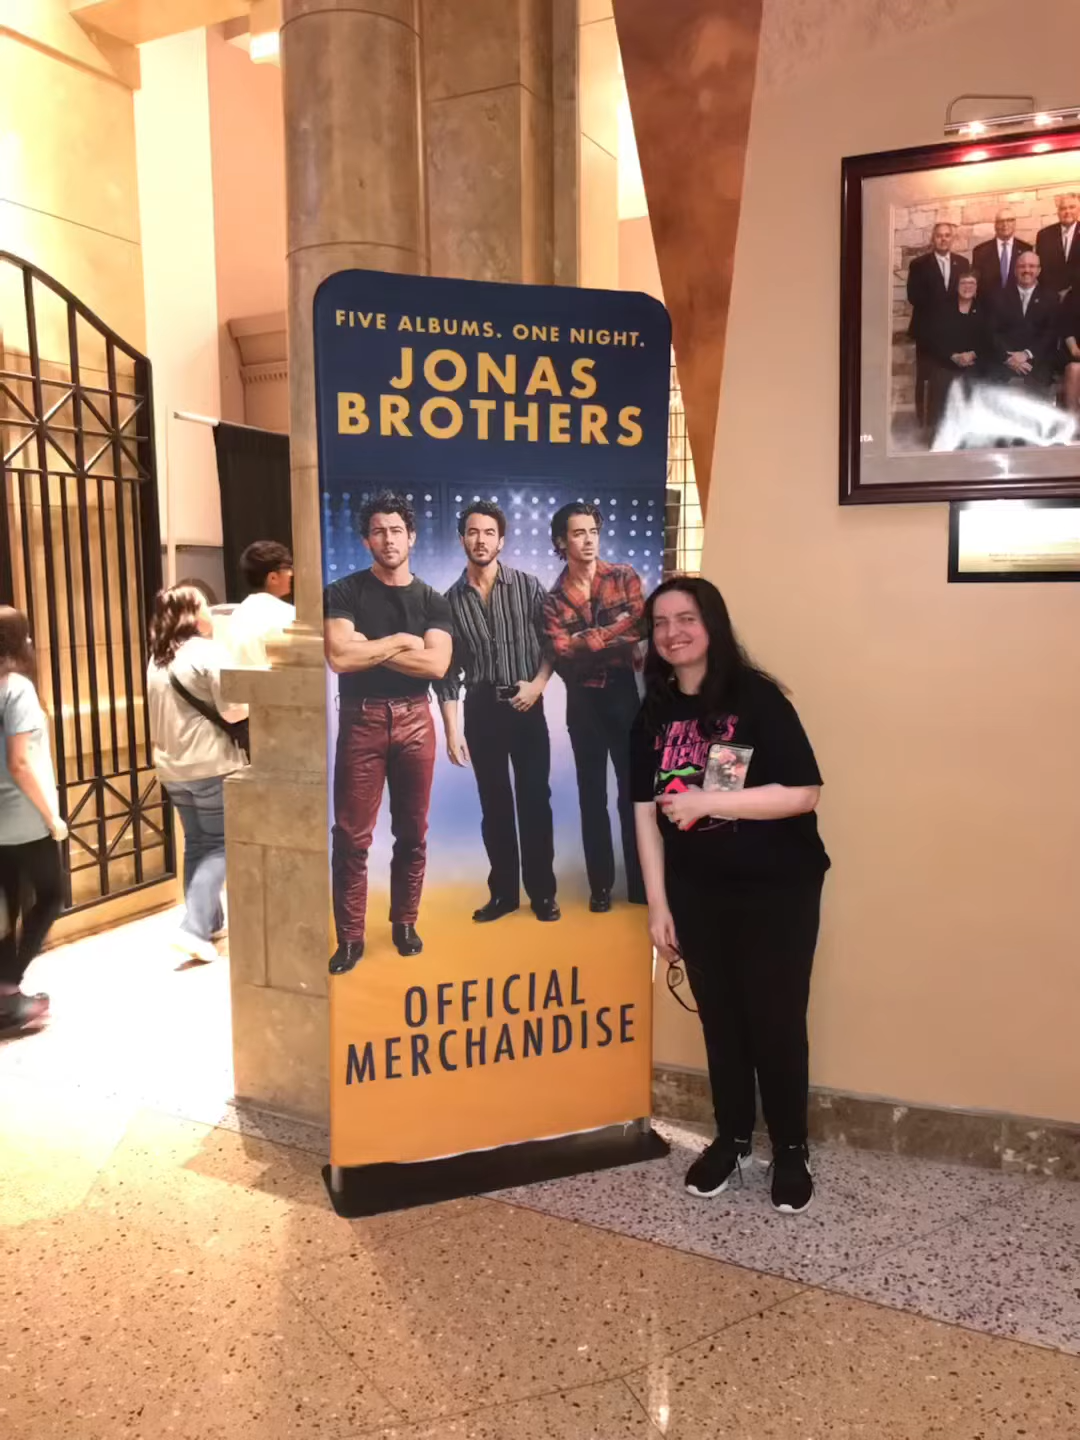 FIVE ALBUMS. ONE NIGHT.
JONAS
BROTHERS
OFFICIAL
MERCHANDISE